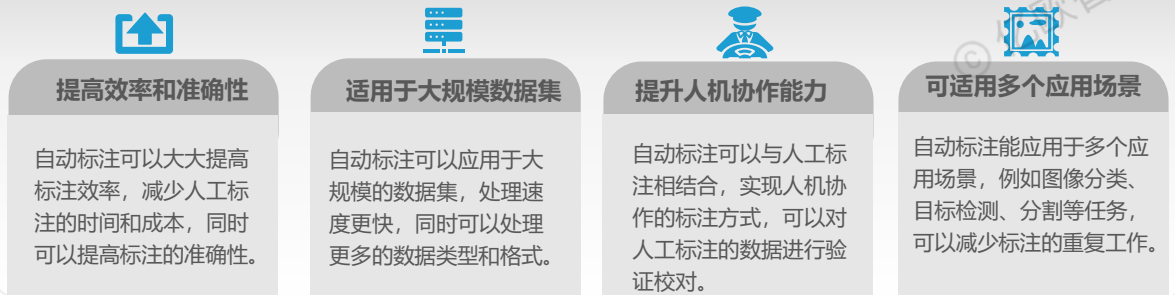 提高效率和准确性
自动标注可以大大提高
标注效率，减少人工标
注的时间和成本，同时
可以提高标注的准确性。
适用于大规模数据集
自动标注可以应用于大
规模的数据集，处理速
度更快，同时可以处理
更多的数据类型和格式。
提升人机协作能力
自动标注可以与人工标
注相结合，实现人机协
作的标注方式，可以对
人工标注的数据进行验
证校对。
可适用多个应用场景
自动标注能应用于多个应
用场景，例如图像分类、
目标检测、分割等任务，
可以减少标注的重复工作。